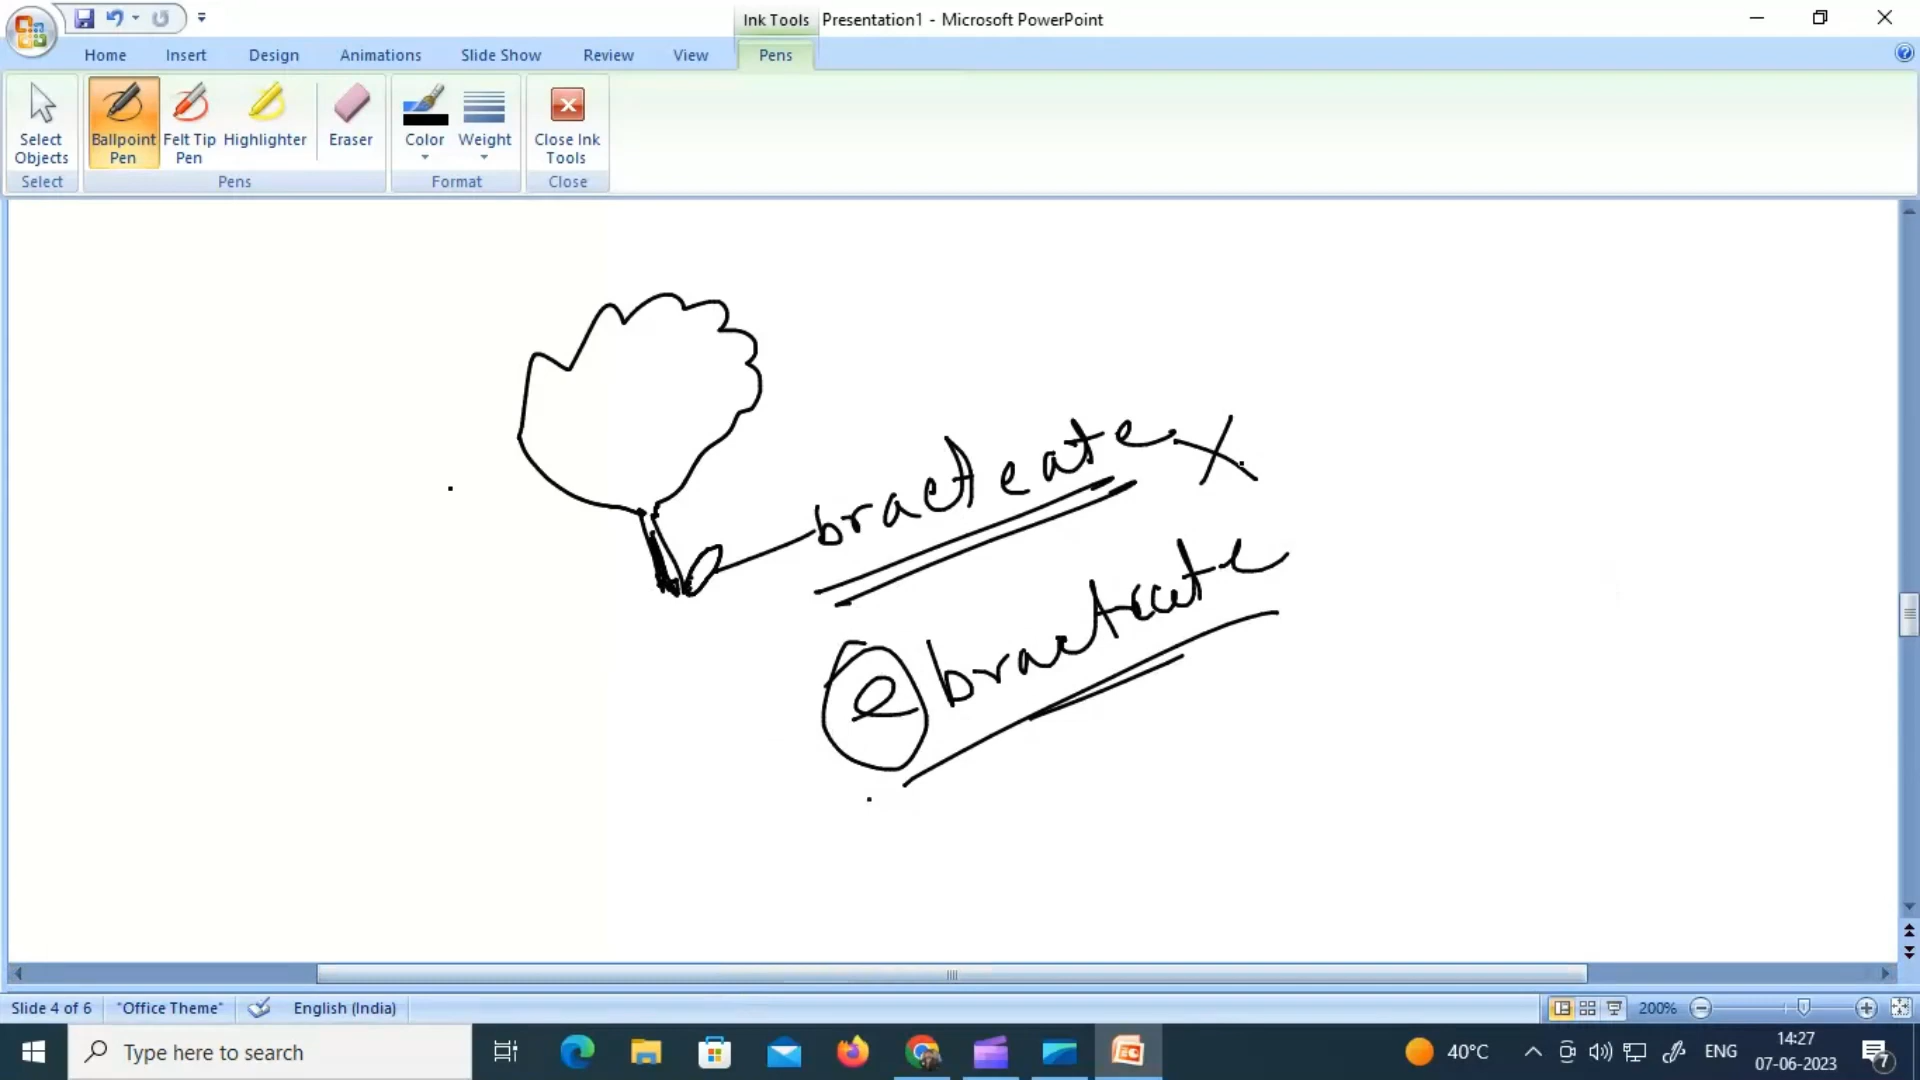 Ink Tools Presentation1 - Microsoft PowerPoint
Home Insert Design Animations Slide Show Review View Pens
Select Objects
Ballpoint Pen
Felt Tip Pen
Highlighter
Eraser
Color
Weight
Close Ink Tools
Select Pens Format Close
bracteate X
ebracteate
Slide 4 of 6 "Office Theme" English (India) 200%
Type here to search 40°C ENG 14:27
07-06-2023 7